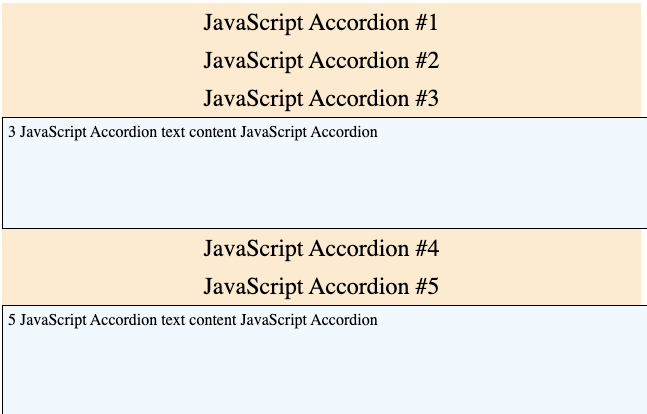 JavaScript Accordion #1
JavaScript Accordion #2
JavaScript Accordion #3
3 JavaScript Accordion text content JavaScript Accordion
JavaScript Accordion #4
JavaScript Accordion #5
5 JavaScript Accordion text content JavaScript Accordion